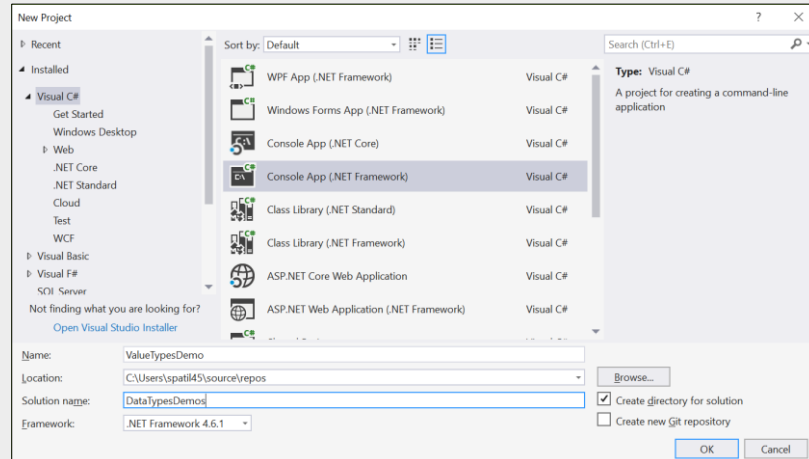 New Project
Recent
Installed
Visual C#
Get Started
Windows Desktop
Web
.NET Core
.NET Standard
Cloud
Test
WCF
Visual Basic
Visual F#
SQL Server
Not finding what you are looking for?
Open Visual Studio Installer
Sort by: Default
WPF App (.NET Framework) Visual C#
Windows Forms App (.NET Framework) Visual C#
Console App (.NET Core) Visual C#
Console App (.NET Framework) Visual C#
Class Library (.NET Standard) Visual C#
Class Library (.NET Framework) Visual C#
ASP.NET Core Web Application Visual C#
ASP.NET Web Application (.NET Framework) Visual C#
Search (Ctrl+E)
Type: Visual C#
A project for creating a command-line
application
Name: ValueTypesDemo
Location: C:\Users\spatil45\source\repos Browse...
Solution name: DataTypesDemos Create directory for solution
Framework: .NET Framework 4.6.1 Create new Git repository
OK Cancel